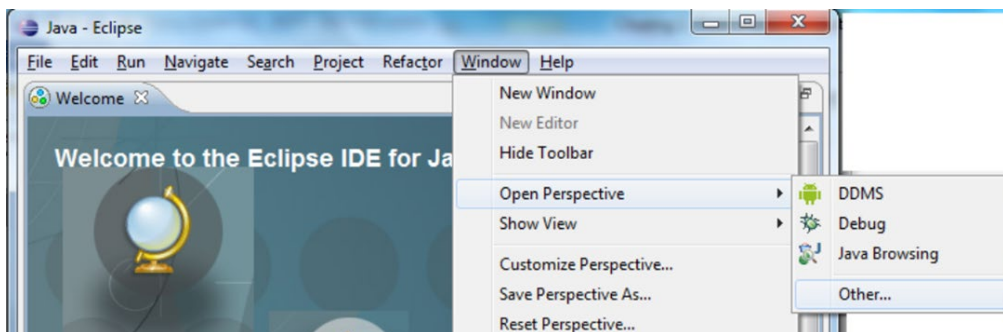 Java - Eclipse
File Edit Run Navigate Search Project Refactor Window Help
Welcome
Welcome to the Eclipse IDE for Ja
New Window
New Editor
Hide Toolbar
Open Perspective
Show View
Customize Perspective...
Save Perspective As...
Reset Perspective...
DDMS
Debug
Java Browsing
Other...